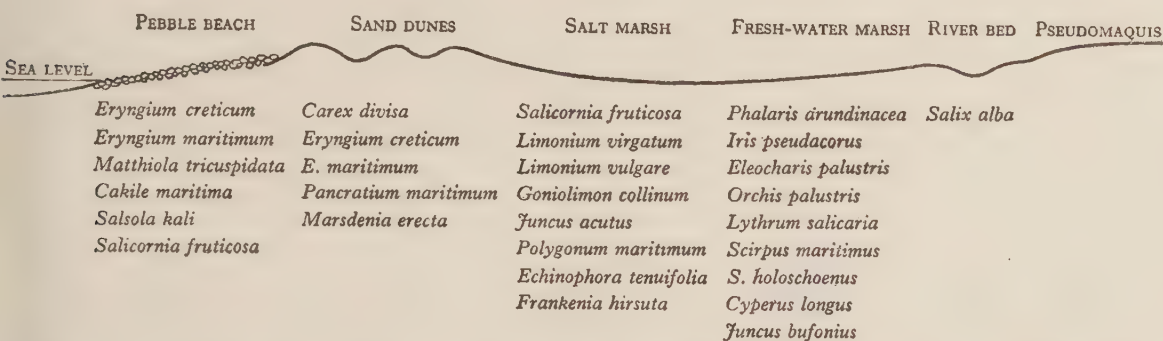 PEBBLE BEACH SAND DUNES SALT MARSH FRESH-WATER MARSH RIVER BED PSEUDOMAQUIS
SEA LEVEL
Eryngium creticum
Eryngium maritimum
Matthiola tricuspidata
Cakile maritima
Salsola kali
Salicornia fruticosa
Carex divisa
Eryngium creticum
E. maritimum
Pancratium maritimum
Marsdenia erecta
Salicornia fruticosa
Limonium virgatum
Limonium vulgare
Goniolimon collinum
Juncus acutus
Polygonum maritimum
Echinophora tenuifolia
Frankenia hirsuta
Phalaris arundinacea
Iris pseudacorus
Eleocharis palustris
Orchis palustris
Lythrum salicaria
Scirpus maritimus
S. holoschoenus
Cyperus longus
Juncus bufonius
Salix alba